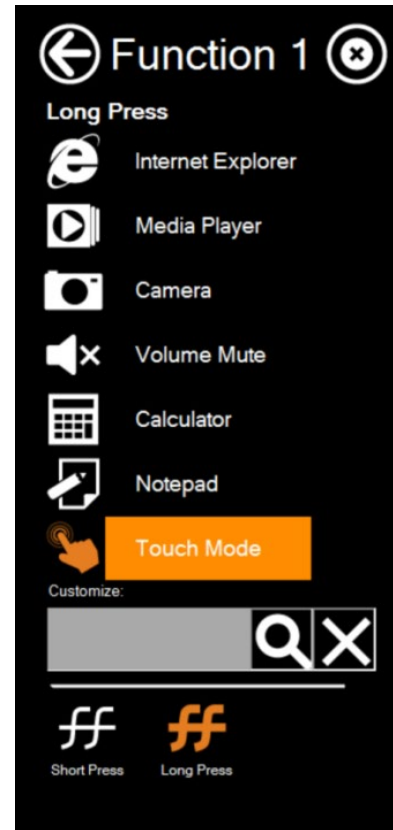 Function 1
Long Press
Internet Explorer
Media Player
Camera
Volume Mute
Calculator
Notepad
Touch Mode
Customize:
Short Press Long Press